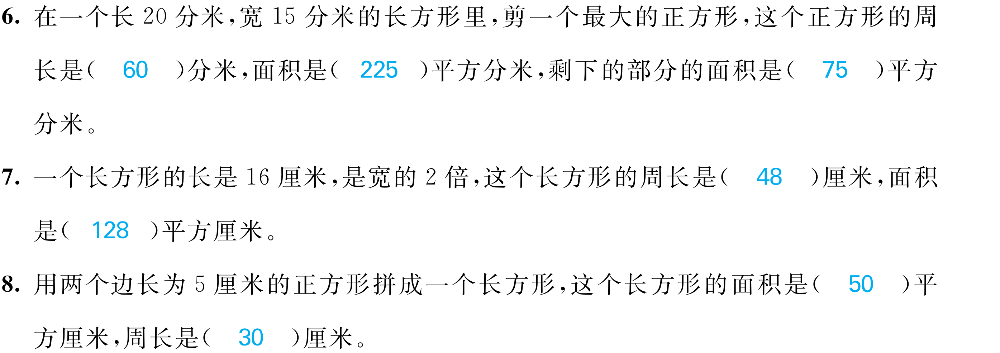 6. 在一个长 20 分米,宽 15 分米的长方形里,剪一个最大的正方形,这个正方形的周
长是( 60 )分米,面积是( 225 )平方分米,剩下的部分的面积是( 75 )平方
分米。
7. 一个长方形的长是 16 厘米,是宽的 2 倍,这个长方形的周长是( 48 )厘米,面积
是( 128 )平方厘米。
8. 用两个边长为 5 厘米的正方形拼成一个长方形,这个长方形的面积是( 50 )平
方厘米,周长是( 30 )厘米。